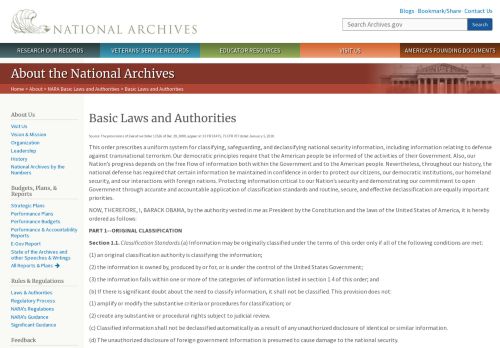 Blogs · Bookmark/Share · Contact Us
NATIONAL ARCHIVES
Search Archives.gov
Search
RESEARCH OUR RECORDS
VETERANS' SERVICE RECORDS
EDUCATOR RESOURCES
VISIT US
AMERICA'S FOUNDING DOCUMENTS
About the National Archives
Home > About > NARA Basic Laws and Authorities > Basic Laws and Authorities
About Us
Visit Us
Vision & Mission
Organization
Leadership
History
National Archives by the
Numbers
Budgets, Plans, &
Reports
Strategic Plans
Performance Plans
Performance Budgets
Performance & Accountability
Reports
E-Gov Report
State of the Archives and
other Speeches & Writings
All Reports & Plans →
Rules & Regulations
Laws & Authorities
Regulatory Process
NARA's Regulations
NARA's Guidance
Significant Guidance
Feedback
Basic Laws and Authorities
Source: The provisions of Executive Order 13526 of Dec. 29, 2009, appear at 75 FR 707, 3 CFR,
This order prescribes a uniform system for classifying, safeguarding, and declassifying national security information, including information relating to defense
against transnational terrorism. Our democratic principles require that the American people be informed of the activities of their Government. Also, our
Nation's progress depends on the free flow of information both within the Government and to the American people. Nevertheless, throughout our history, the
national defense has required that certain information be maintained in confidence in order to protect our citizens, our democratic institutions, our homeland
security, and our interactions with foreign nations. Protecting information critical to our Nation's security and demonstrating our commitment to open
Government through accurate and accountable application of classification standards and routine, secure, and effective declassification are equally important
priorities.
NOW, THEREFORE, I, BARACK OBAMA, by the authority vested in me as President by the Constitution and the laws of the United States of America, it is hereby
ordered as follows:
PART 1--ORIGINAL CLASSIFICATION
Section 1.1. Classification Standards (a) Information may be originally classified under the terms of this order only if all of the following conditions are met:
(1) an original classification authority is classifying the information;
(2) the information is owned by, produced by or for, or is under the control of the United States Government;
(3) the information falls within one or more of the categories of information listed in section 1.4 of this order; and
(b) If there is significant doubt about the need to classify information, it shall not be classified. This provision does not:
(1) amplify or modify the substantive criteria or procedures for classification; or
(2) create any substantive or procedural rights subject to judicial review.
(c) Classified information shall not be declassified automatically as a result of any unauthorized disclosure of identical or similar information.
(d) The unauthorized disclosure of foreign government information is presumed to cause damage to the national security.